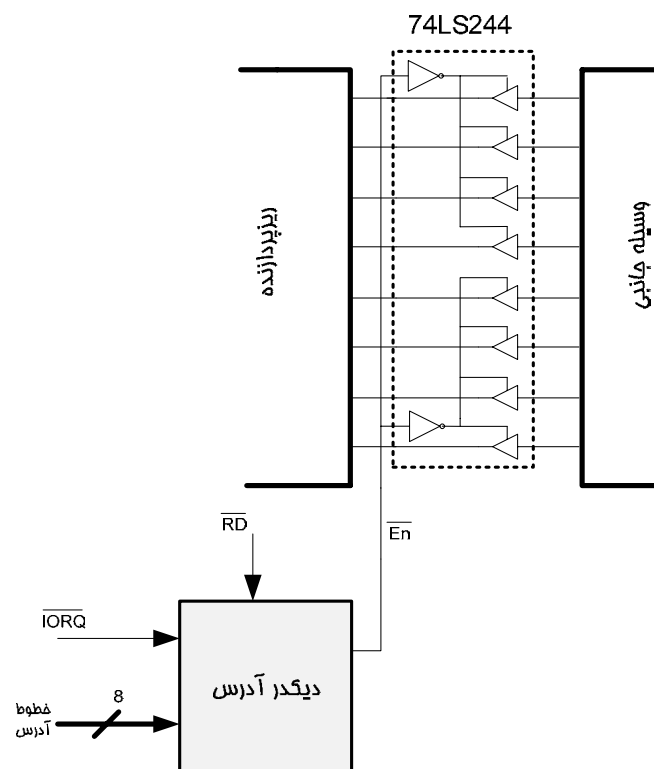 74LS244
ریزپردازنده
وسیله جانبی
RD
En
IORQ
دیکدر آدرس
8
خطوط
آدرس